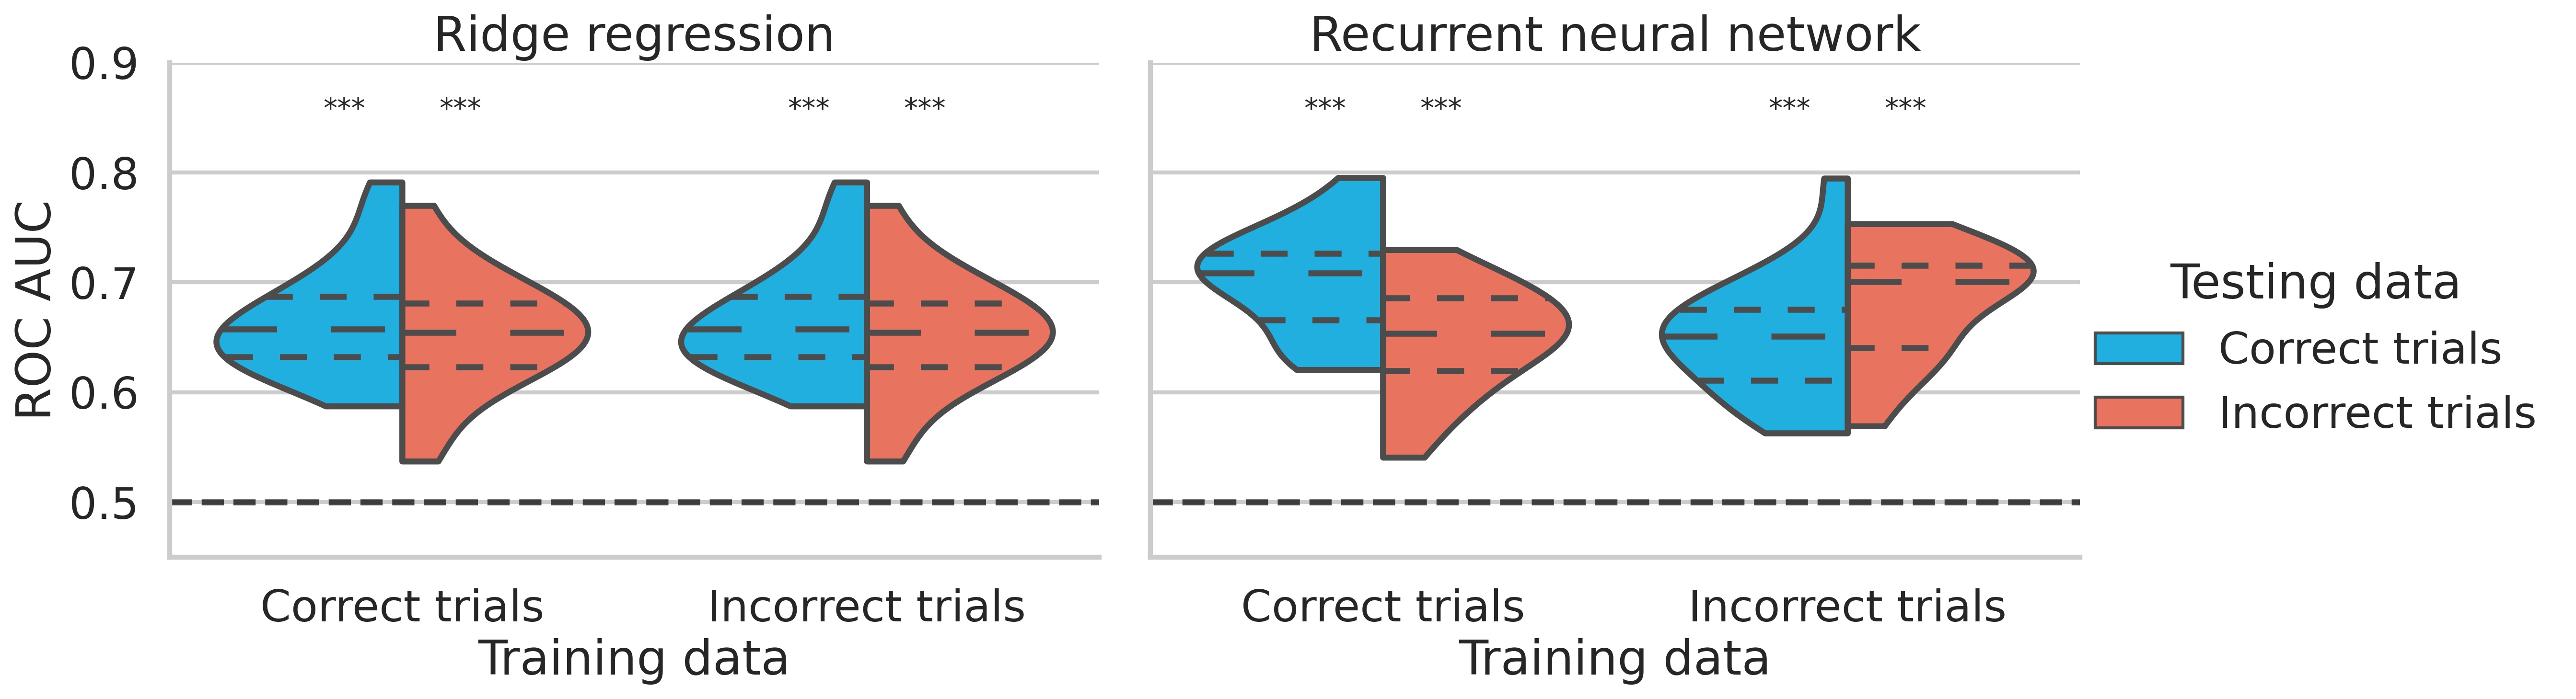 Ridge regression
Recurrent neural network
0.9
0.8
0.7
0.6
0.5
ROC AUC
*** *** *** ***
*** *** *** ***
Correct trials Incorrect trials
Training data
Correct trials Incorrect trials
Training data
Testing data
Correct trials
Incorrect trials